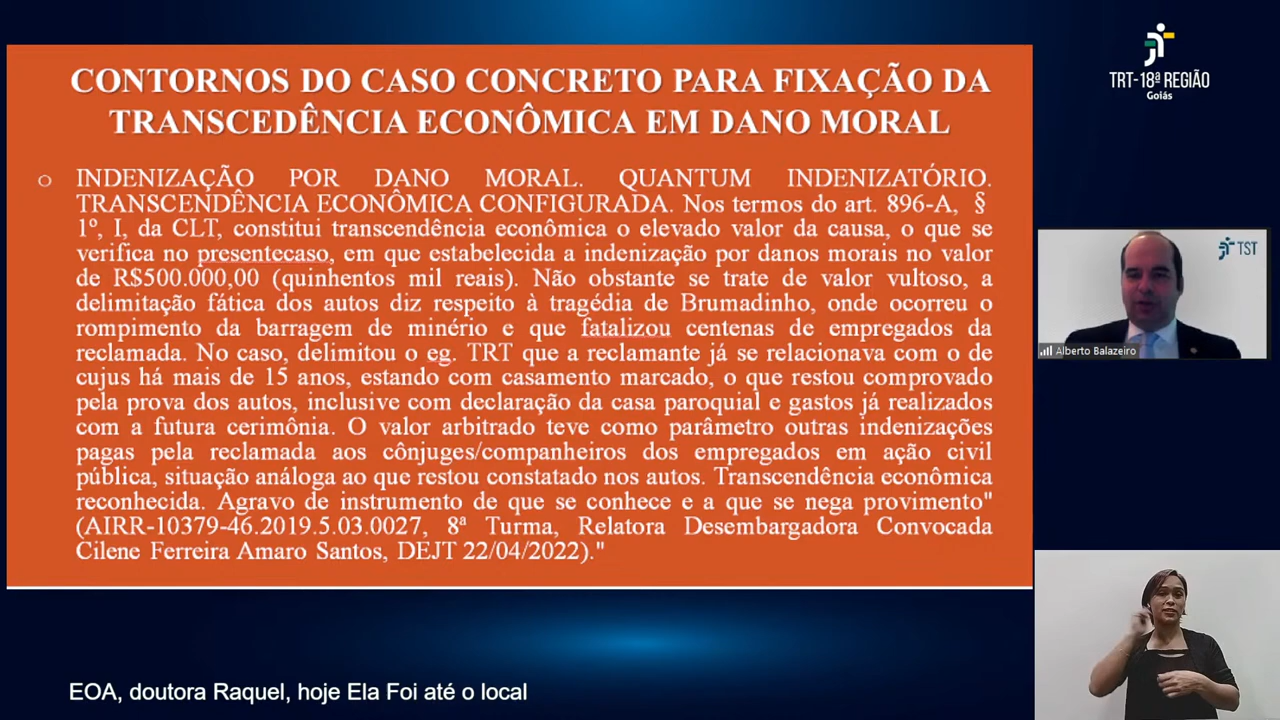 CONTORNOS DO CASO CONCRETO PARA FIXAÇÃO DA
TRANSCEDÊNCIA ECONÔMICA EM DANO MORAL
INDENIZAÇÃO POR DANO MORAL. QUANTUM INDENIZATÓRIO.
TRANSCENDÊNCIA ECONÔMICA CONFIGURADA. Nos termos do art. 896-A, §
1º, I, da CLT, constitui transcendência econômica o elevado valor da causa, o que se
verifica no presentecaso, em que estabelecida a indenização por danos morais no valor
de R$500.000,00 (quinhentos mil reais). Não obstante se trate de valor vultoso, a
delimitação fática dos autos diz respeito à tragédia de Brumadinho, onde ocorreu o
rompimento da barragem de minério e que fatalizou centenas de empregados da
reclamada. No caso, delimitou o eg. TRT que a reclamante já se relacionava com o de
cujus há mais de 15 anos, estando com casamento marcado, o que restou comprovado
pela prova dos autos, inclusive com declaração da casa paroquial e gastos já realizados
com a futura cerimônia. O valor arbitrado teve como parâmetro outras indenizações
pagas pela reclamada aos cônjuges/companheiros dos empregados em ação civil
pública, situação análoga ao que restou constatado nos autos. Transcendência econômica
reconhecida. Agravo de instrumento de que se conhece e a que se nega provimento"
(AIRR-10379-46.2019.5.03.0027, 8ª Turma, Relatora Desembargadora Convocada
Cilene Ferreira Amaro Santos, DEJT 22/04/2022)."
TRT-18ª REGIÃO
Goiás
TST
Alberto Balazeiro
EOA, doutora Raquel, hoje Ela Foi até o local